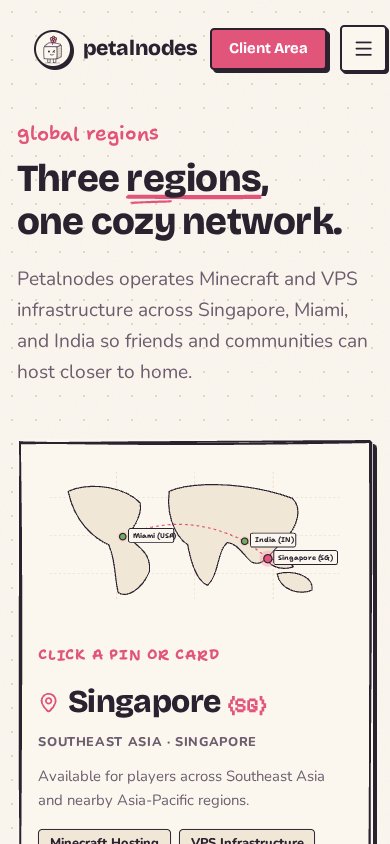 petalnodes
Client Area
global regions
Three regions,
one cozy network.
Petalnodes operates Minecraft and VPS
infrastructure across Singapore, Miami,
and India so friends and communities can
host closer to home.
Miami (USA
India (IN)
Singapore (SG)
CLICK A PIN OR CARD
Singapore {SG}
SOUTHEAST ASIA · SINGAPORE
Available for players across Southeast Asia
and nearby Asia-Pacific regions.
Minecraft Hosting
VPS Infrastructure